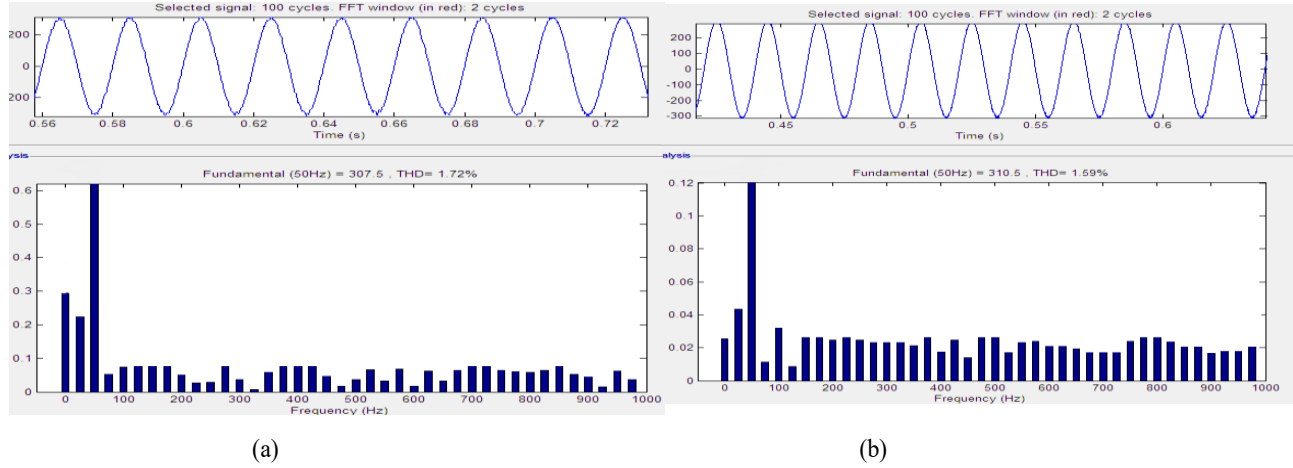 Selected signal: 100 cycles. FFT window (in red): 2 cycles
200
0
200
0.56 0.58 0.6 0.62 0.64 0.66 0.68 0.7 0.72
Time (s)
lysis
Fundamental (50Hz) = 307.5 , THD= 1.72%
0.6
0.5
0.4
0.3
0.2
0.1
0
0 100 200 300 400 500 600 700 800 900 1000
Frequency (Hz)
(a)
Selected signal: 100 cycles. FFT window (in red): 2 cycles
200
100
0
-100
-200
-300
0.45 0.5 0.55 0.6
Time (s)
alysis
Fundamental (50Hz) = 310.5 , THD= 1.59%
0.12
0.1
0.08
0.06
0.04
0.02
0
0 100 200 300 400 500 600 700 800 900 1000
Frequency (Hz)
(b)